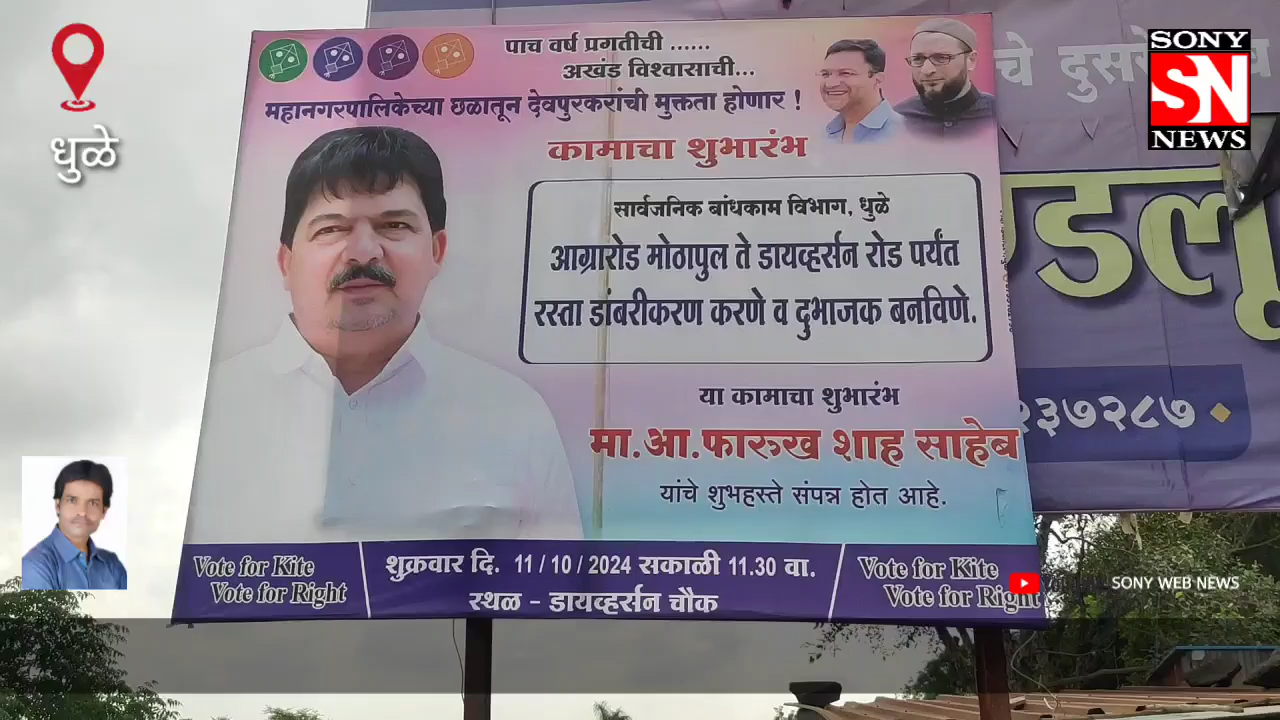 धुळे
पाच वर्ष प्रगतीची ......
अखंड विश्वासाची...
महानगरपालिकेच्या छळातून देवपुरकरांची मुक्तता होणार !
कामाचा शुभारंभ
सार्वजनिक बांधकाम विभाग, धुळे
आग्रारोड मोठापुल ते डायव्हर्सन रोड पर्यंत
रस्ता डांबरीकरण करणे व दुभाजक बनविणे.
या कामाचा शुभारंभ
मा.आ.फारुख शाह साहेब
यांचे शुभहस्ते संपन्न होत आहे.
Vote for Kite
Vote for Right
शुक्रवार दि. 11 / 10 / 2024 सकाळी 11.30 वा.
स्थळ - डायव्हर्सन चौक
Vote for Kite
Vote for Right
चे दुसरे
२३७२८७
SONY
SN
NEWS
SONY WEB NEWS